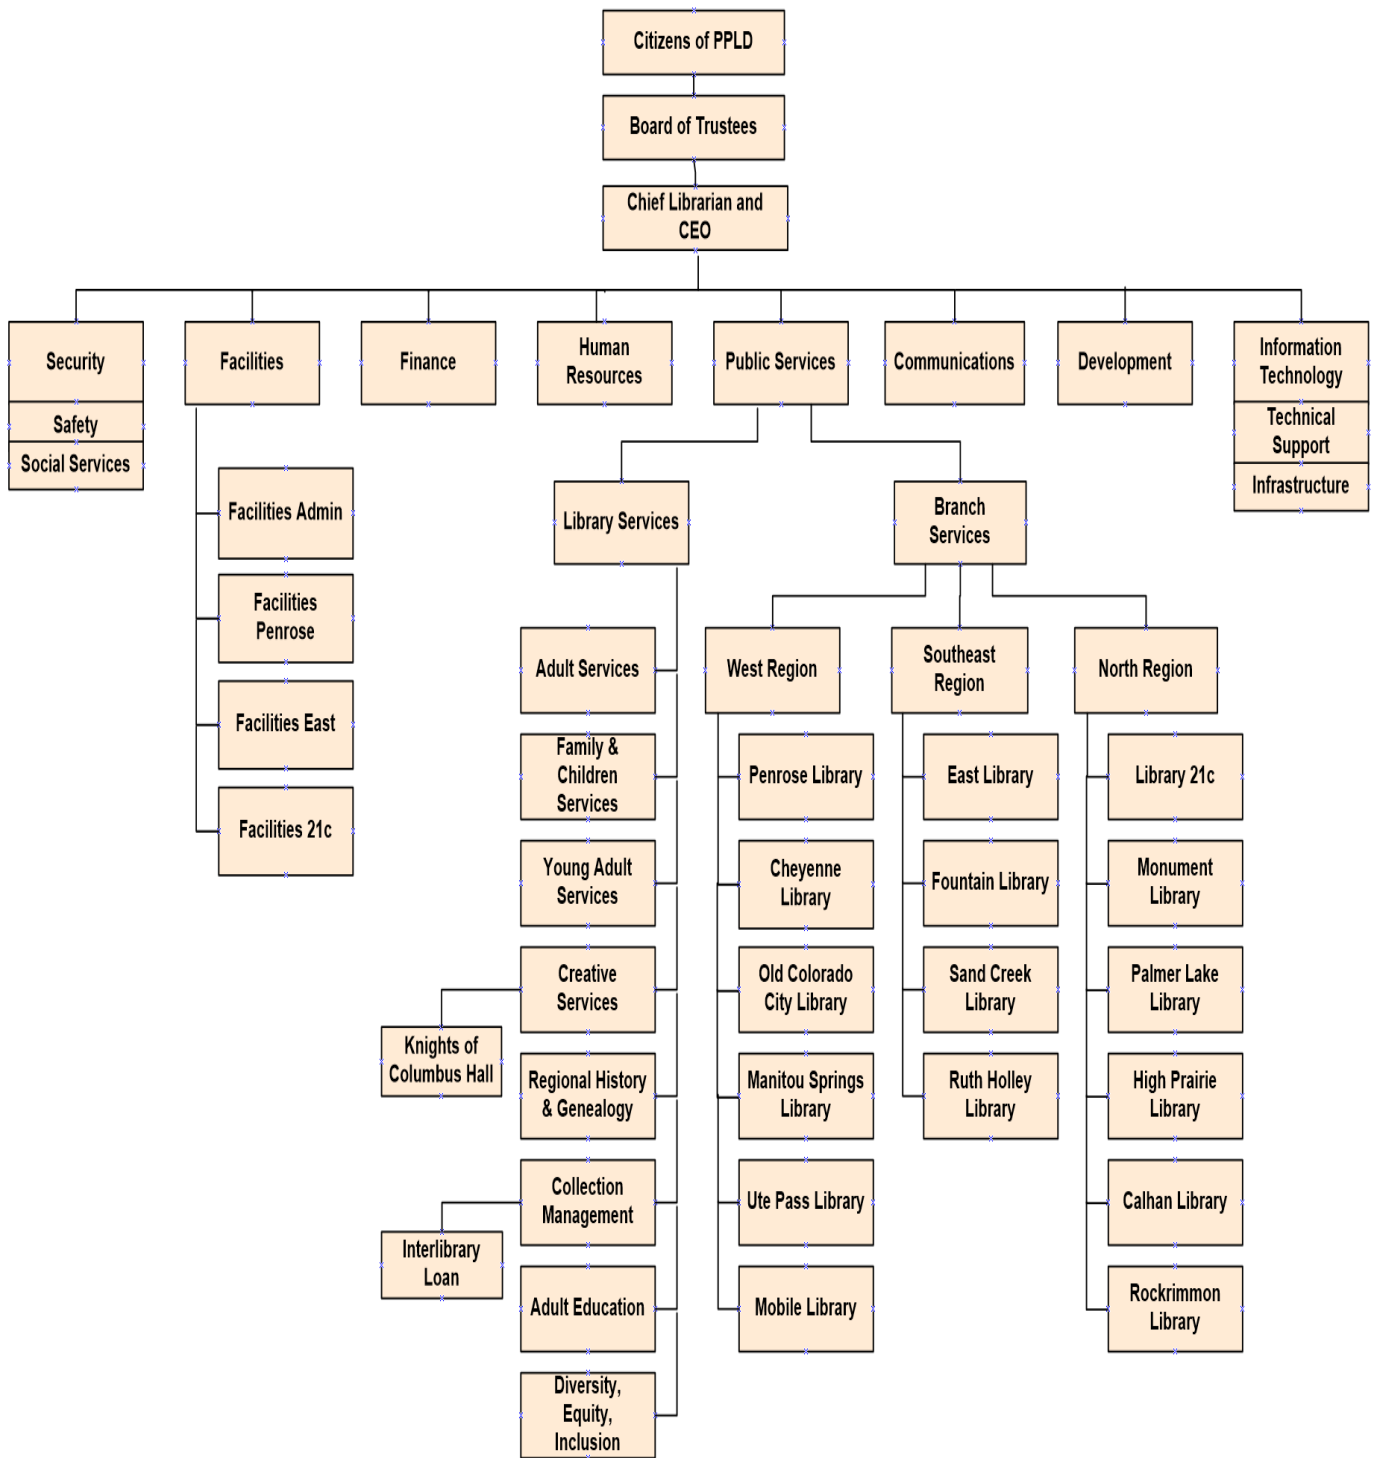 Citizens of PPLD
Board of Trustees
Chief Librarian and
CEO
Security
Safety
Social Services
Facilities
Facilities Admin
Facilities
Penrose
Facilities East
Facilities 21c
Finance
Human
Resources
Public Services
Communications
Development
Information
Technology
Technical
Support
Infrastructure
Library Services
Adult Services
Family &
Children
Services
Young Adult
Services
Creative
Services
Knights of
Columbus Hall
Regional History
& Genealogy
Collection
Management
Interlibrary
Loan
Adult Education
Diversity,
Equity,
Inclusion
Branch
Services
West Region
Penrose Library
Cheyenne
Library
Old Colorado
City Library
Manitou Springs
Library
Ute Pass Library
Mobile Library
Southeast
Region
East Library
Fountain Library
Sand Creek
Library
Ruth Holley
Library
North Region
Library 21c
Monument
Library
Palmer Lake
Library
High Prairie
Library
Calhan Library
Rockrimmon
Library